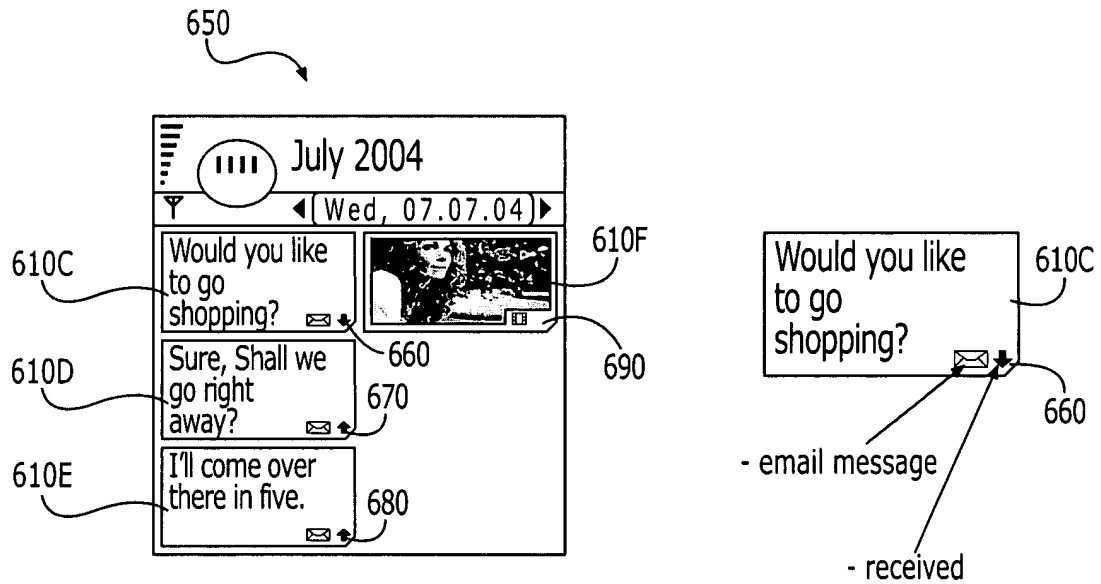 650
July 2004
Wed, 07.07.04
610C
Would you like
to go
shopping?
660
610F
690
610D
Sure, Shall we
go right
away?
670
610E
I'll come over
there in five.
680
Would you like
to go
shopping?
610C
660
- email message
- received